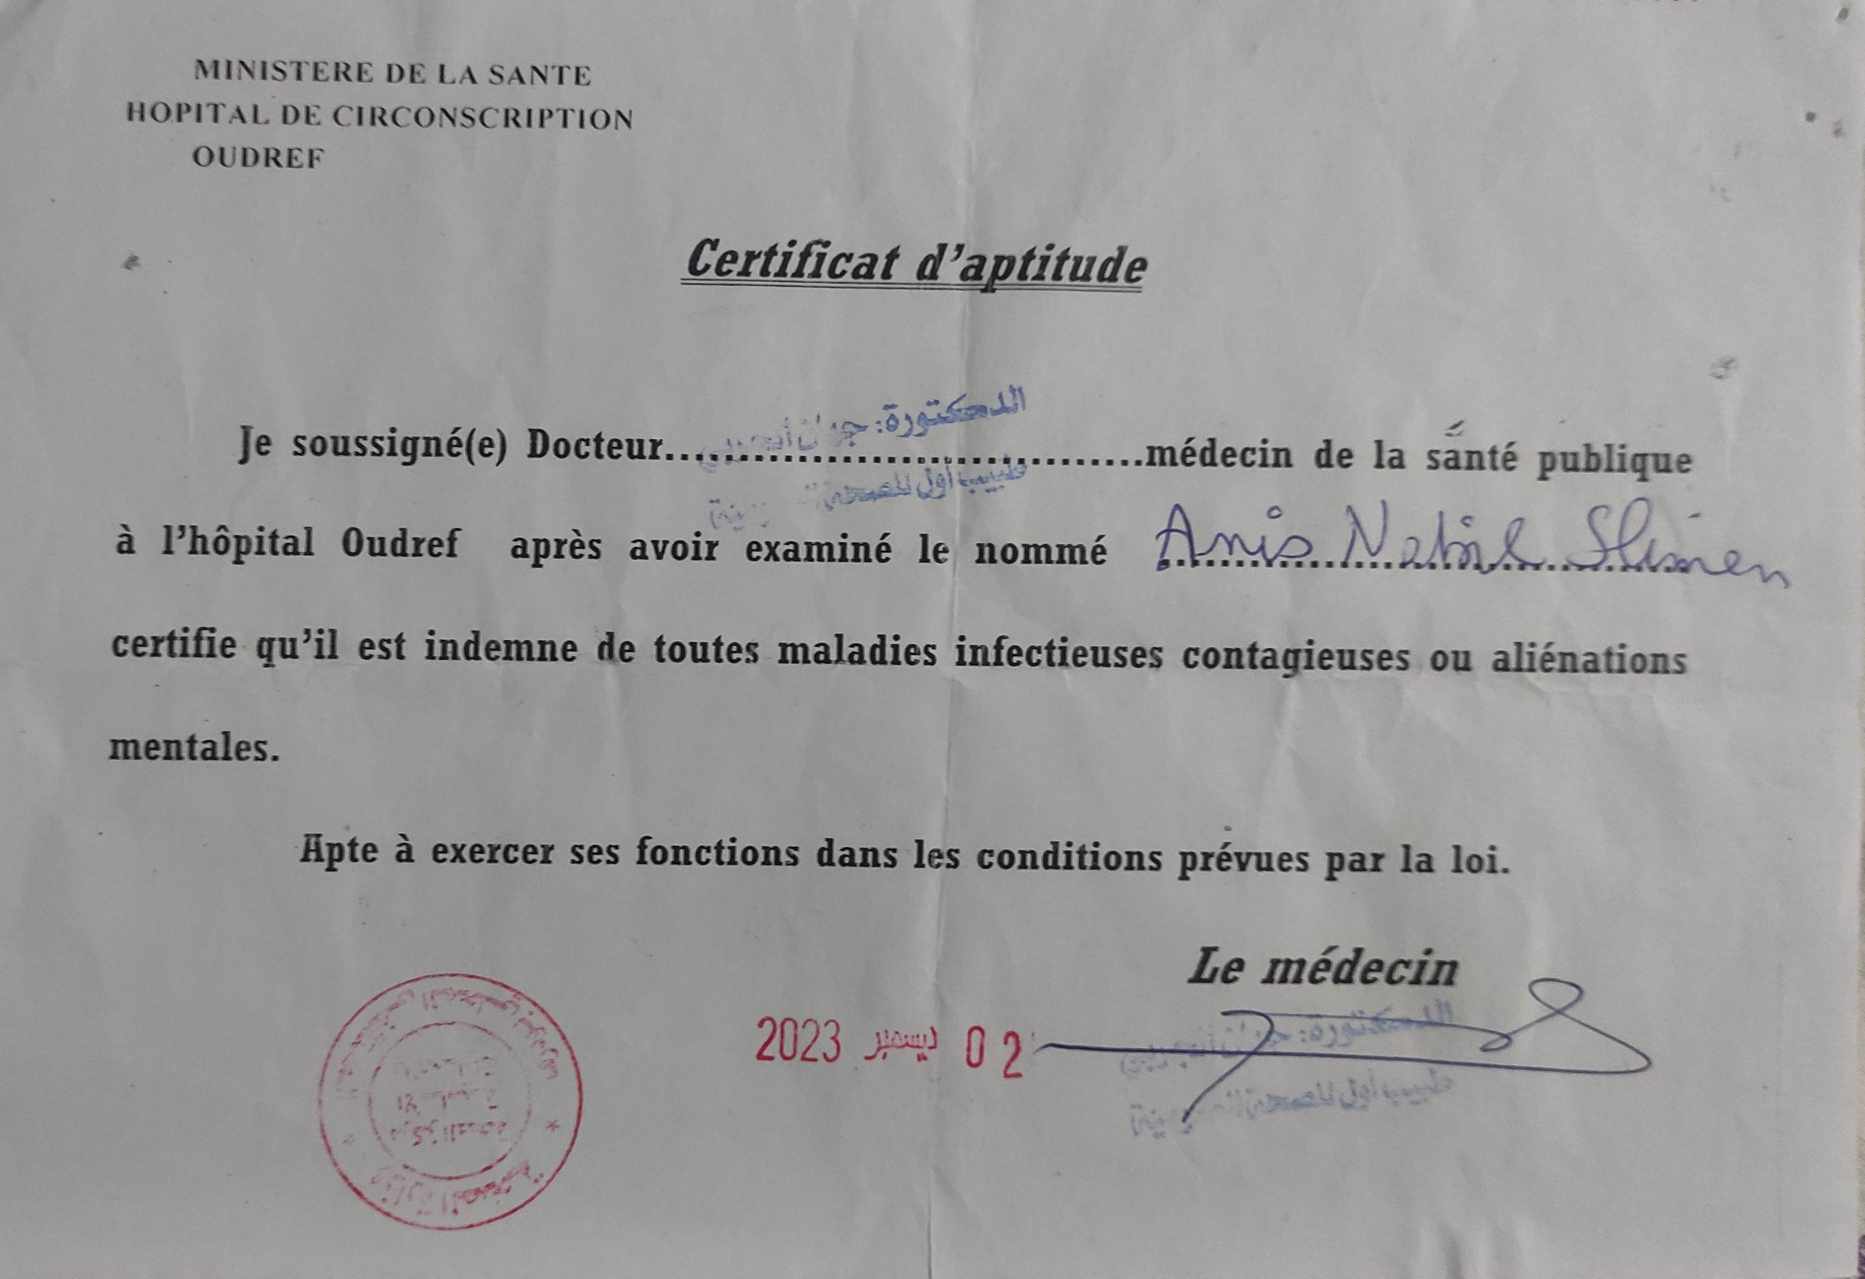 MINISTERE DE LA SANTE
HOPITAL DE CIRCONSCRIPTION
OUDREF
Certificat d'aptitude
الدكتورة:
Je soussigné(e) Docteur................................médecin de la santé publique
طبيب أول للصحة
à l'hôpital Oudref après avoir examiné le nommé Anis Nabil Slimen
certifie qu'il est indemne de toutes maladies infectieuses contagieuses ou aliénations
mentales.
Apte à exercer ses fonctions dans les conditions prévues par la loi.
Le médecin
الدكتورة:
02 ديسمبر 2023
طبيب أول للصحة